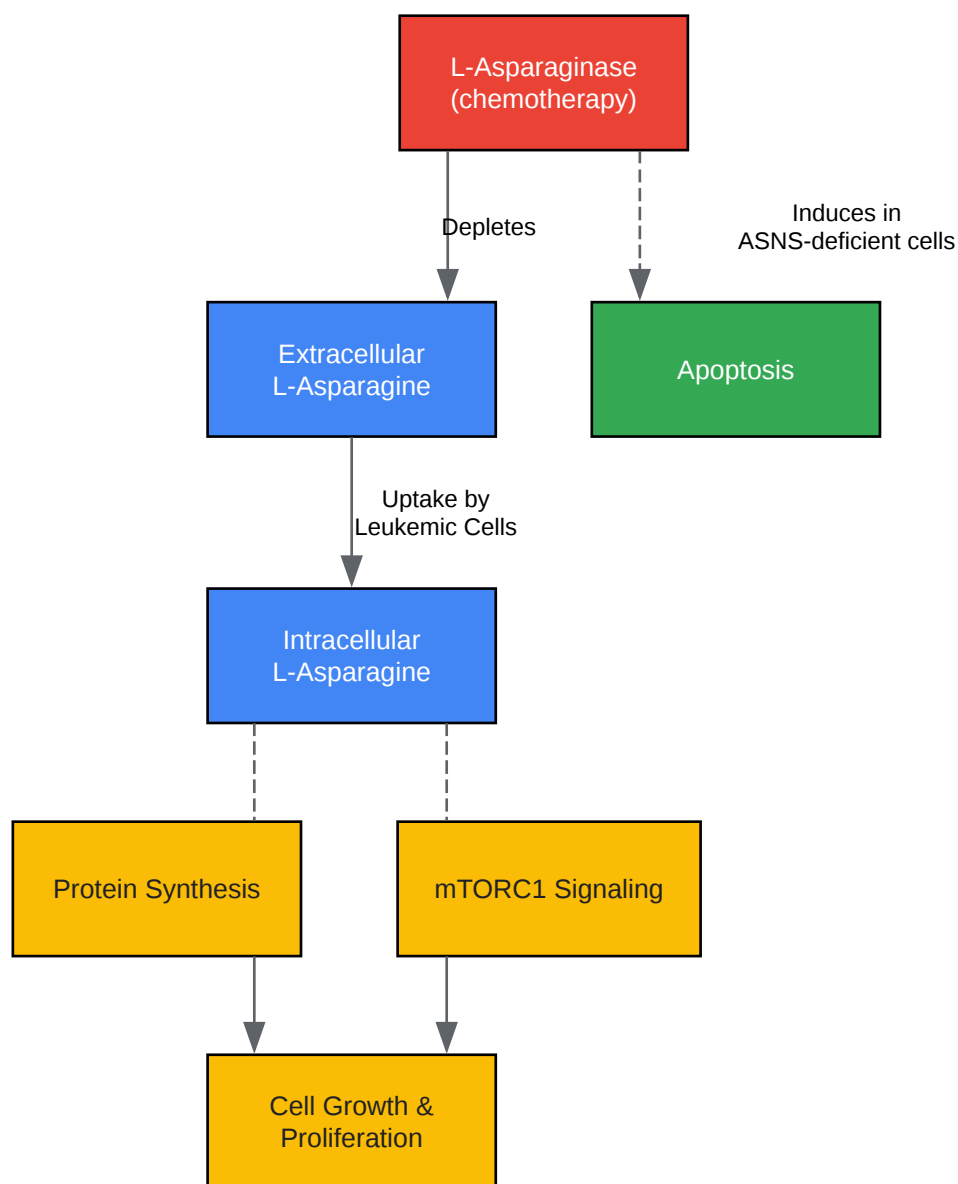 L-Asparaginase
(chemotherapy)
Depletes
Induces in
ASNS-deficient cells
Extracellular
L-Asparagine
Apoptosis
Uptake by
Leukemic Cells
Intracellular
L-Asparagine
Protein Synthesis
mTORC1 Signaling
Cell Growth &
Proliferation